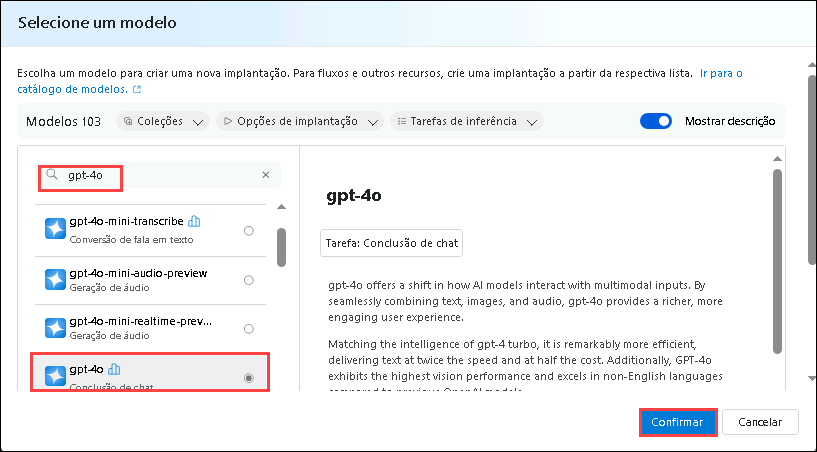 Selecione um modelo
Escolha um modelo para criar uma nova implantação. Para fluxos e outros recursos, crie uma implantação a partir da respectiva lista. Ir para o
catálogo de modelos.
Modelos 103
Coleções
Opções de implantação
Tarefas de inferência
Mostrar descrição
gpt-4o
gpt-4o-mini-transcribe
Conversão de fala em texto
gpt-4o-mini-audio-preview
Geração de áudio
gpt-4o-mini-realtime-prev...
Geração de áudio
gpt-4o
Conclusão de chat
gpt-4o
Tarefa: Conclusão de chat
gpt-4o offers a shift in how AI models interact with multimodal inputs. By
seamlessly combining text, images, and audio, gpt-4o provides a richer, more
engaging user experience.
Matching the intelligence of gpt-4 turbo, it is remarkably more efficient,
delivering text at twice the speed and at half the cost. Additionally, GPT-4o
exhibits the highest vision performance and excels in non-English languages
compared to previous OpenAI models.
Confirmar
Cancelar